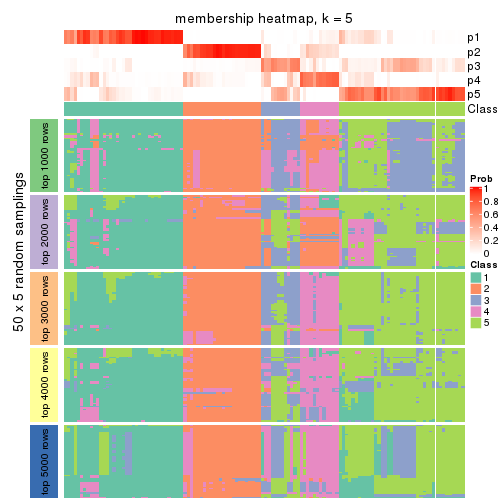 membership heatmap, k = 5
p1
p2
p3
p4
p5
Class
50 x 5 random samplings
top 1000 rows
top 2000 rows
top 3000 rows
top 4000 rows
top 5000 rows
Prob
1
0.8
0.6
0.4
0.2
0
Class
1
2
3
4
5